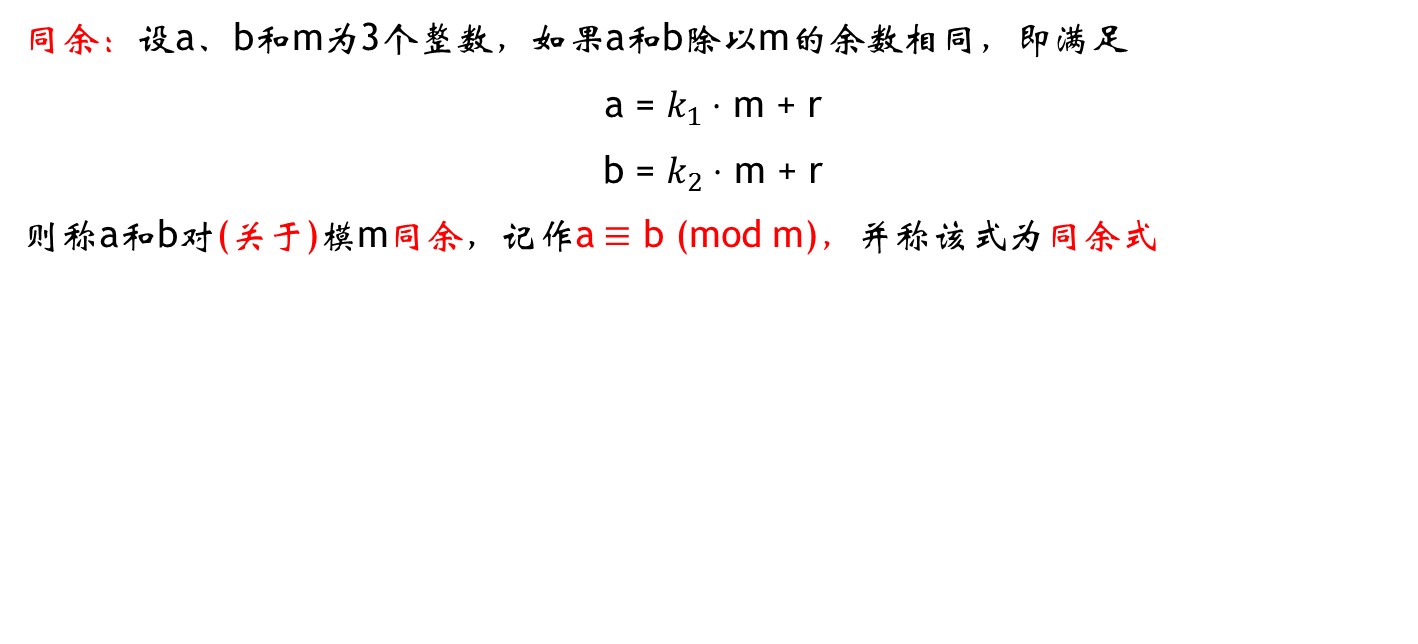 同余：设a、b和m为3个整数，如果a和b除以m的余数相同，即满足
a = k₁ · m + r
b = k₂ · m + r
则称a和b对(关于)模m同余，记作a ≡ b (mod m)，并称该式为同余式